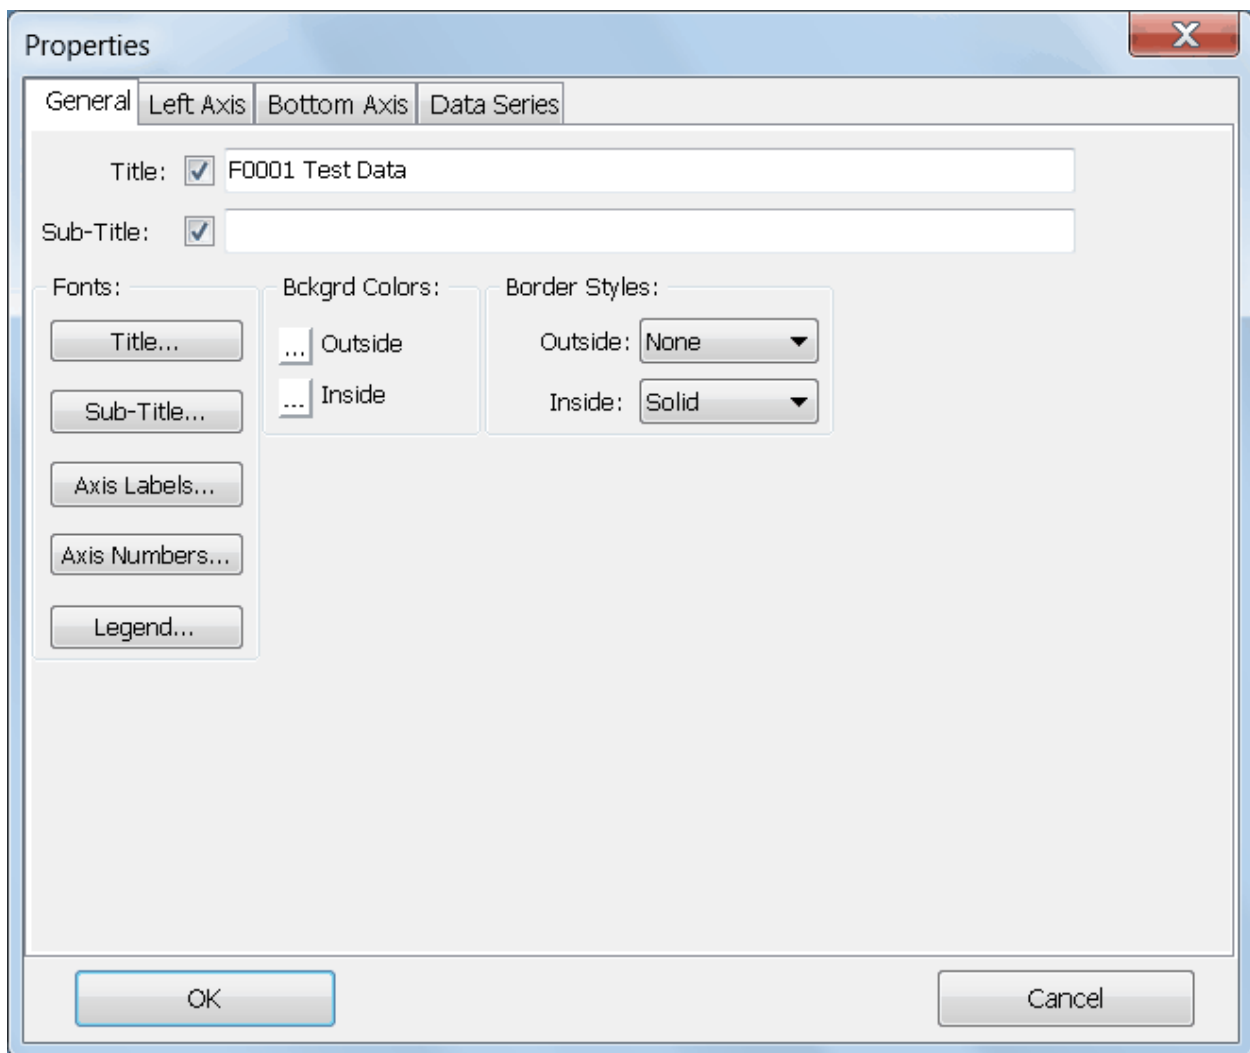 Properties
General Left Axis Bottom Axis Data Series
Title: F0001 Test Data
Sub-Title:
Fonts: Bckgrd Colors: Border Styles:
Title... ... Outside Outside: None
Sub-Title... ... Inside Inside: Solid
Axis Labels...
Axis Numbers...
Legend...
OK Cancel